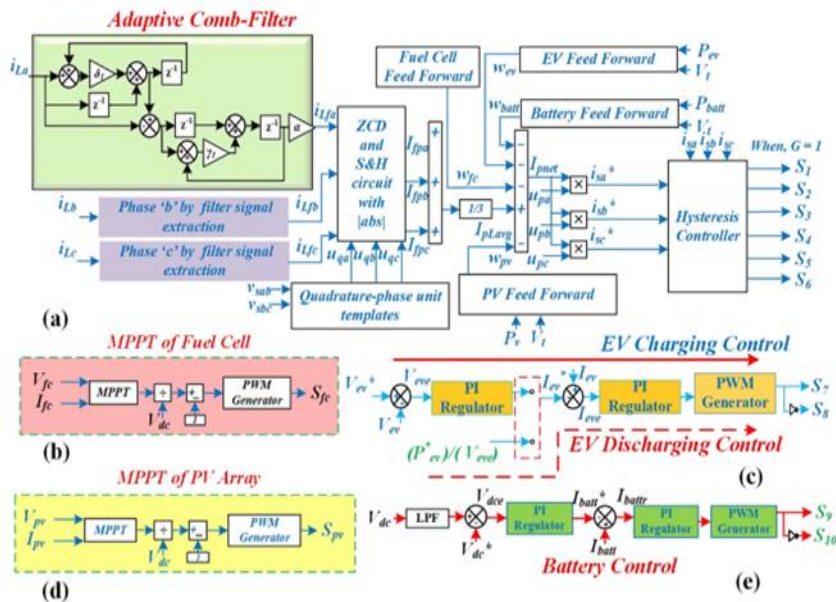 Adaptive Comb-Filter
i_La
δ_1
z^-1
z^-1
z^-1
z^-1
α
γ_1
i_Lfa
Phase 'b' by filter signal
extraction
i_Lb
i_Lfb
Phase 'c' by filter signal
extraction
i_Lc
i_Lfc
ZCD
and
S&H
circuit
with
|abs|
I_fpa
I_fpb
I_fpc
u_qa
u_qb
u_qc
v_sab
v_sbc
Quadrature-phase unit
templates
(a)
Fuel Cell
Feed Forward
w_fc
1/3
EV Feed Forward
w_ev
P_ev
V_t
Battery Feed Forward
w_batt
P_batt
V_t
I_pnet
I_pLavg
w_pv
u_pa
u_pb
u_pc
PV Feed Forward
P_v
V_t
i_sa*
i_sb*
i_sc*
i_sa
i_sb
i_sc
Hysteresis
Controller
When, G = 1
S_1
S_2
S_3
S_4
S_5
S_6
MPPT of Fuel Cell
V_fc
I_fc
MPPT
÷
V_dc
1
PWM
Generator
S_fc
(b)
EV Charging Control
V_ev*
V_ev
V_eve
PI
Regulator
I_ev*
I_ev
I_eve
PI
Regulator
PWM
Generator
S_7
S_8
(P*_ev)/(V_eve)
(c)
EV Discharging Control
MPPT of PV Array
V_pv
I_pv
MPPT
÷
V_dc
1
PWM
Generator
S_pv
(d)
V_dc
LPF
V_dce
V_dc*
PI
Regulator
I_batt*
I_battr
I_batt
PI
Regulator
PWM
Generator
S_9
S_10
Battery Control
(e)